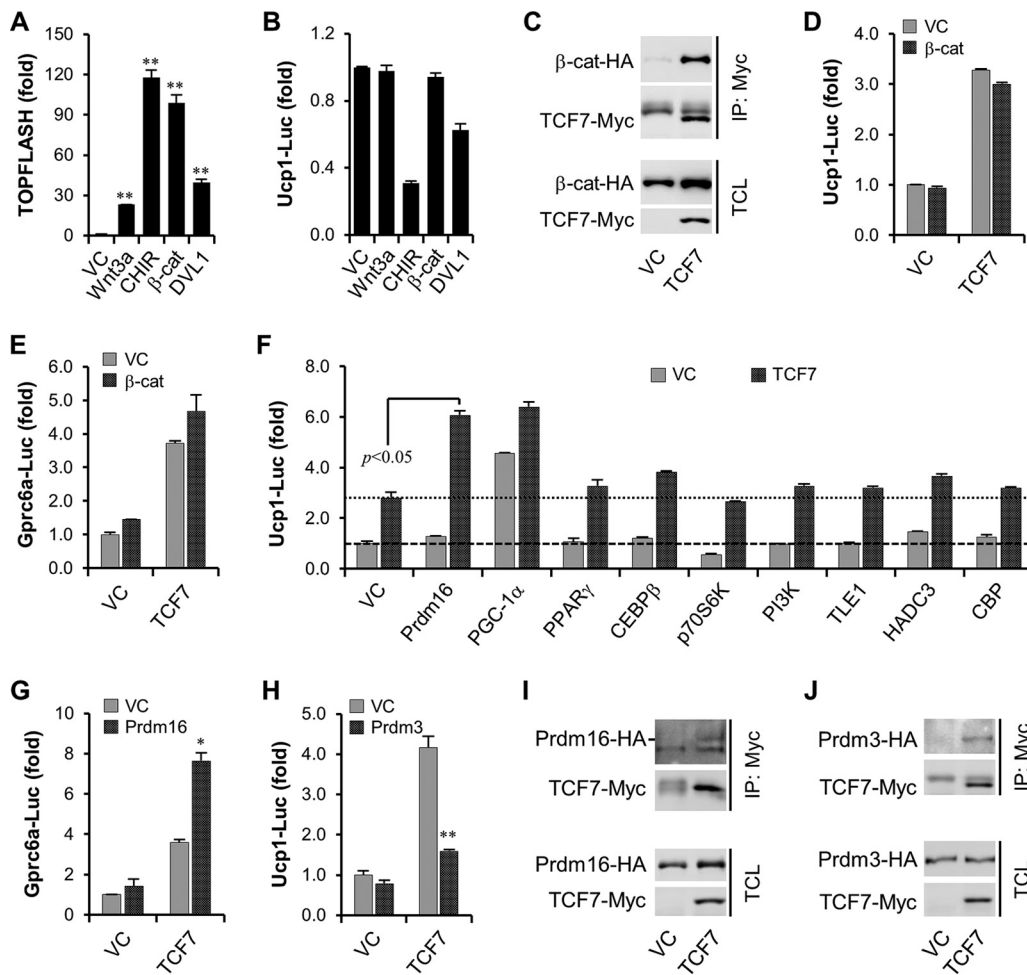 A
TOPFLASH (fold)
150
120
90
60
30
0
**
**
**
**
VC
Wnt3a
CHIR
β-cat
DVL1
B
Ucp1-Luc (fold)
1.2
0.8
0.4
0.0
VC
Wnt3a
CHIR
β-cat
DVL1
C
β-cat-HA
TCF7-Myc
IP: Myc
β-cat-HA
TCF7-Myc
TCL
VC
TCF7
D
VC
β-cat
Ucp1-Luc (fold)
4.0
3.0
2.0
1.0
0.0
VC
TCF7
E
VC
β-cat
Gprc6a-Luc (fold)
6.0
5.0
4.0
3.0
2.0
1.0
0.0
VC
TCF7
F
VC
TCF7
Ucp1-Luc (fold)
8.0
6.0
4.0
2.0
0.0
p<0.05
VC
Prdm16
PGC-1α
PPARγ
CEBPβ
p70S6K
PI3K
TLE1
HADC3
CBP
G
VC
Prdm16
Gprc6a-Luc (fold)
10
8
6
4
2
0
*
VC
TCF7
H
VC
Prdm3
Ucp1-Luc (fold)
5.0
4.0
3.0
2.0
1.0
0.0
**
VC
TCF7
I
Prdm16-HA
TCF7-Myc
IP: Myc
Prdm16-HA
TCF7-Myc
TCL
VC
TCF7
J
Prdm3-HA
TCF7-Myc
IP: Myc
Prdm3-HA
TCF7-Myc
TCL
VC
TCF7